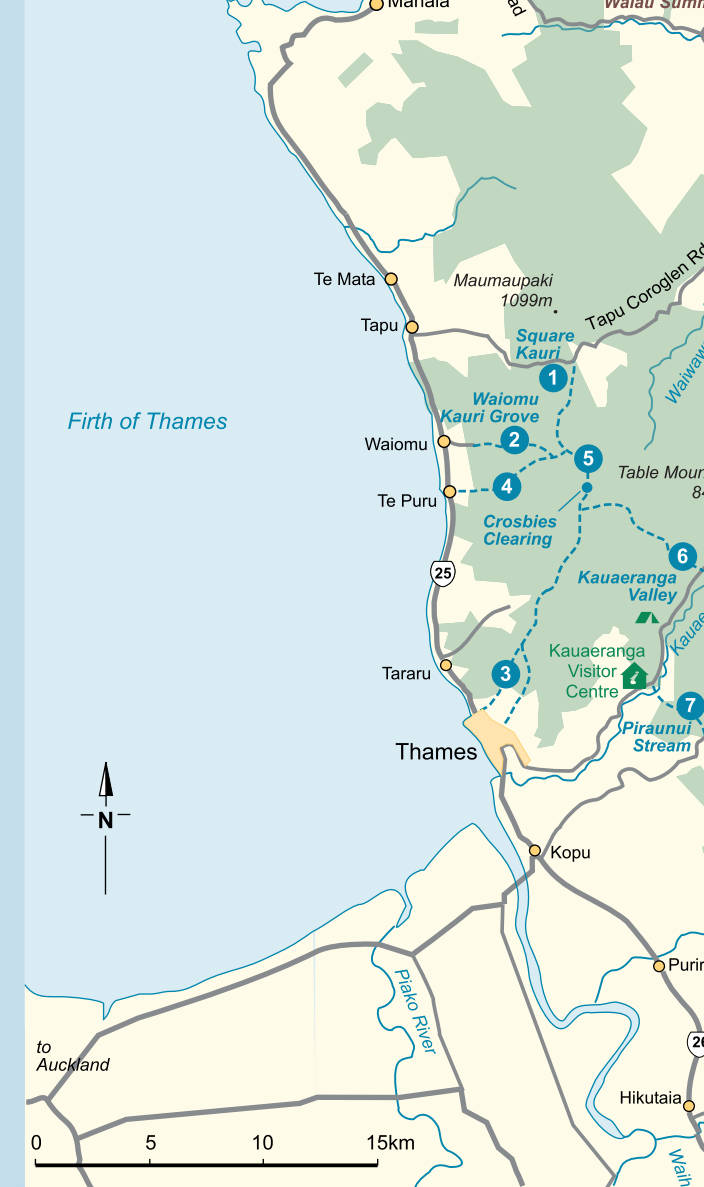 Manaia
Te Mata
Maumaupaki
1099m
Tapu Coroglen Rd
Tapu
Square
Kauri
1
Waiomu
Kauri Grove
Firth of Thames
Waiomu
2
5
4
Te Puru
Crosbies
Clearing
25
6
Kauaeranga
Valley
Kauaeranga
Visitor
Centre
Tararu
3
7
Piraunui
Stream
Thames
N
Kopu
Piako River
to
Auckland
26
Hikutaia
0 5 10 15km